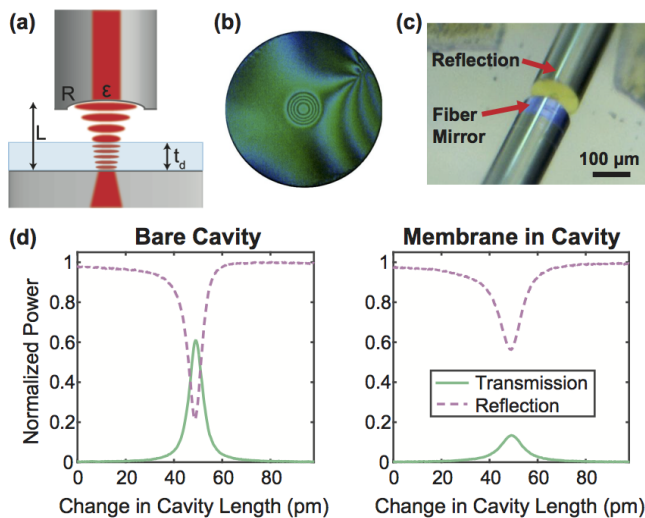 (a)
R
ε
L
t_d
(b)
(c)
Reflection
Fiber
Mirror
100 μm
(d)
Bare Cavity
Membrane in Cavity
Normalized Power
1
0.8
0.6
0.4
0.2
0
0 20 40 60 80
Change in Cavity Length (pm)
1
0.8
0.6
0.4
0.2
0
Transmission
Reflection
0 20 40 60 80
Change in Cavity Length (pm)